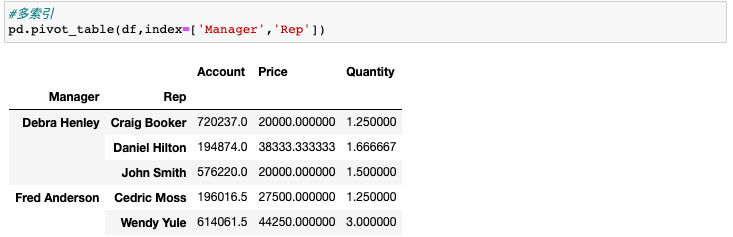 #多索引
pd.pivot_table(df,index=['Manager','Rep'])
Account Price Quantity
Manager Rep
Debra Henley Craig Booker 720237.0 20000.000000 1.250000
Daniel Hilton 194874.0 38333.333333 1.666667
John Smith 576220.0 20000.000000 1.500000
Fred Anderson Cedric Moss 196016.5 27500.000000 1.250000
Wendy Yule 614061.5 44250.000000 3.000000